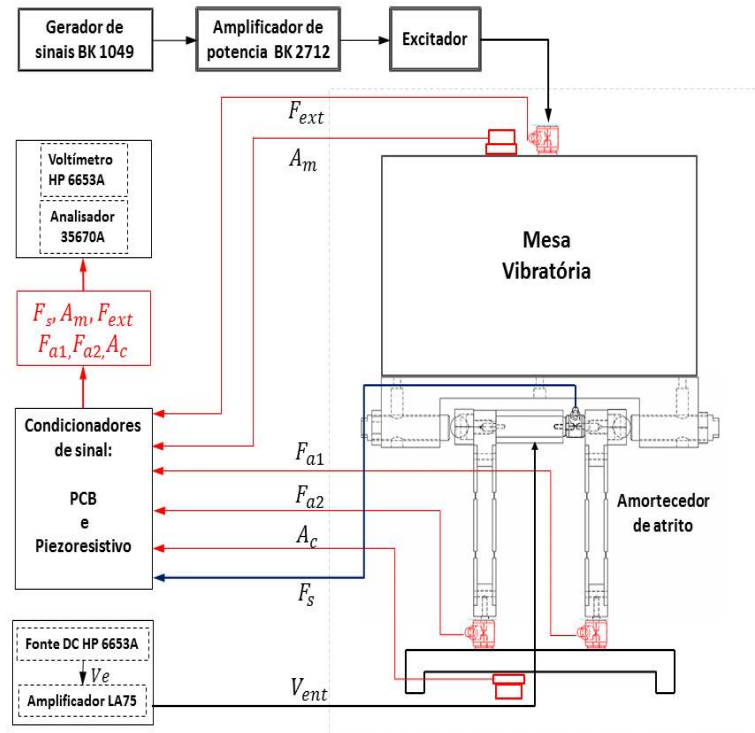 Gerador de
sinais BK 1049
Amplificador de
potencia BK 2712
Excitador
F_ext
A_m
Voltímetro
HP 6653A
Analisador
35670A
Mesa
Vibratória
F_s, A_m, F_ext
F_a1, F_a2, A_c
Condicionadores
de sinal:
PCB
e
Piezoresistivo
F_a1
F_a2
A_c
F_s
Amortecedor
de atrito
Fonte DC HP 6653A
Ve
Amplificador LA75
V_ent